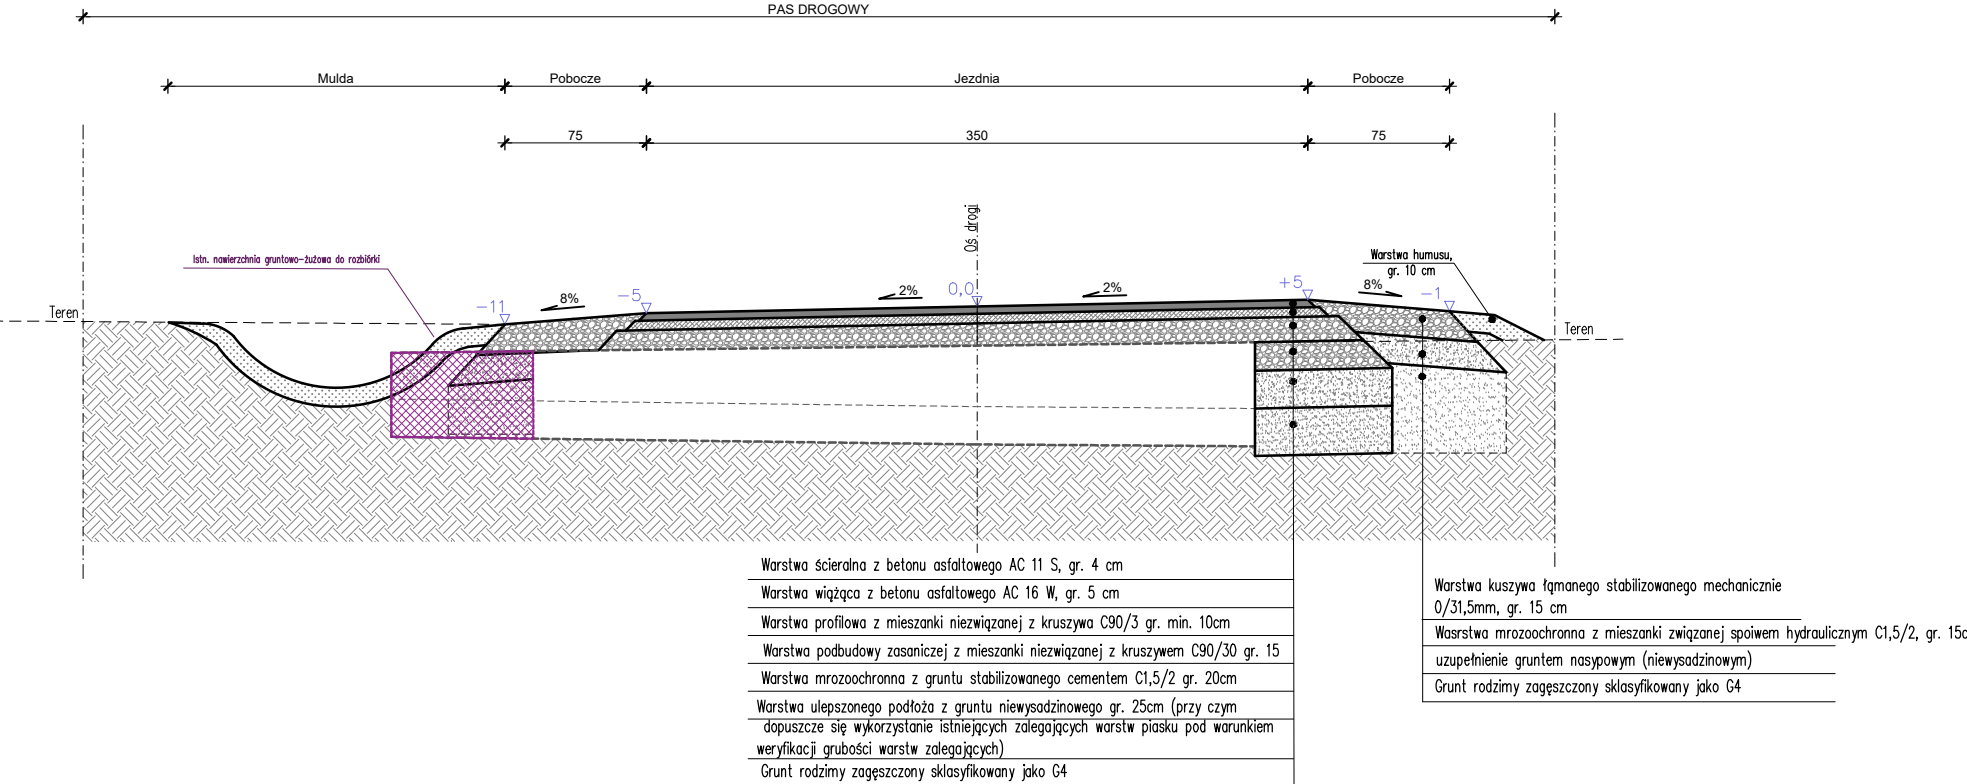 PAS DROGOWY
Mulda
Pobocze
Jezdnia
Pobocze
75
350
75
Oś drogi
Istn. nawierzchnia gruntowo-żużowa do rozbiórki
Warstwa humusu,
gr. 10 cm
Teren
-11
8%
-5
2%
0,0
2%
+5
8%
-1
Teren
Warstwa ścieralna z betonu asfaltowego AC 11 S, gr. 4 cm
Warstwa wiążąca z betonu asfaltowego AC 16 W, gr. 5 cm
Warstwa profilowa z mieszanki niezwiązanej z kruszywa C90/3 gr. min. 10cm
Warstwa podbudowy zasaniczej z mieszanki niezwiązanej z kruszywem C90/30 gr. 15
Warstwa mrozoochronna z gruntu stabilizowanego cementem C1,5/2 gr. 20cm
Warstwa ulepszonego podłoża z gruntu niewysadzinowego gr. 25cm (przy czym
dopuszcze się wykorzystanie istniejących zalegających warstw piasku pod warunkiem
weryfikacji grubości warstw zalegających)
Grunt rodzimy zagęszczony sklasyfikowany jako G4
Warstwa kuszywa łąmanego stabilizowanego mechanicznie
0/31,5mm, gr. 15 cm
Wasrstwa mrozoochronna z mieszanki związanej spoiwem hydraulicznym C1,5/2, gr. 15c
uzupełnienie gruntem nasypowym (niewysadzinowym)
Grunt rodzimy zagęszczony sklasyfikowany jako G4